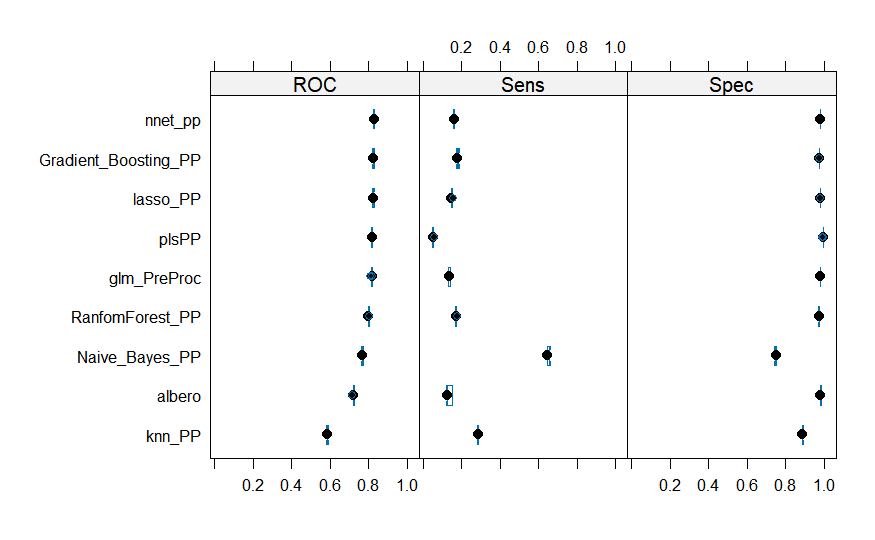 0.2 0.4 0.6 0.8 1.0
ROC Sens Spec
nnet_pp
Gradient_Boosting_PP
lasso_PP
plsPP
glm_PreProc
RanfomForest_PP
Naive_Bayes_PP
albero
knn_PP
0.2 0.4 0.6 0.8 1.0 0.2 0.4 0.6 0.8 1.0